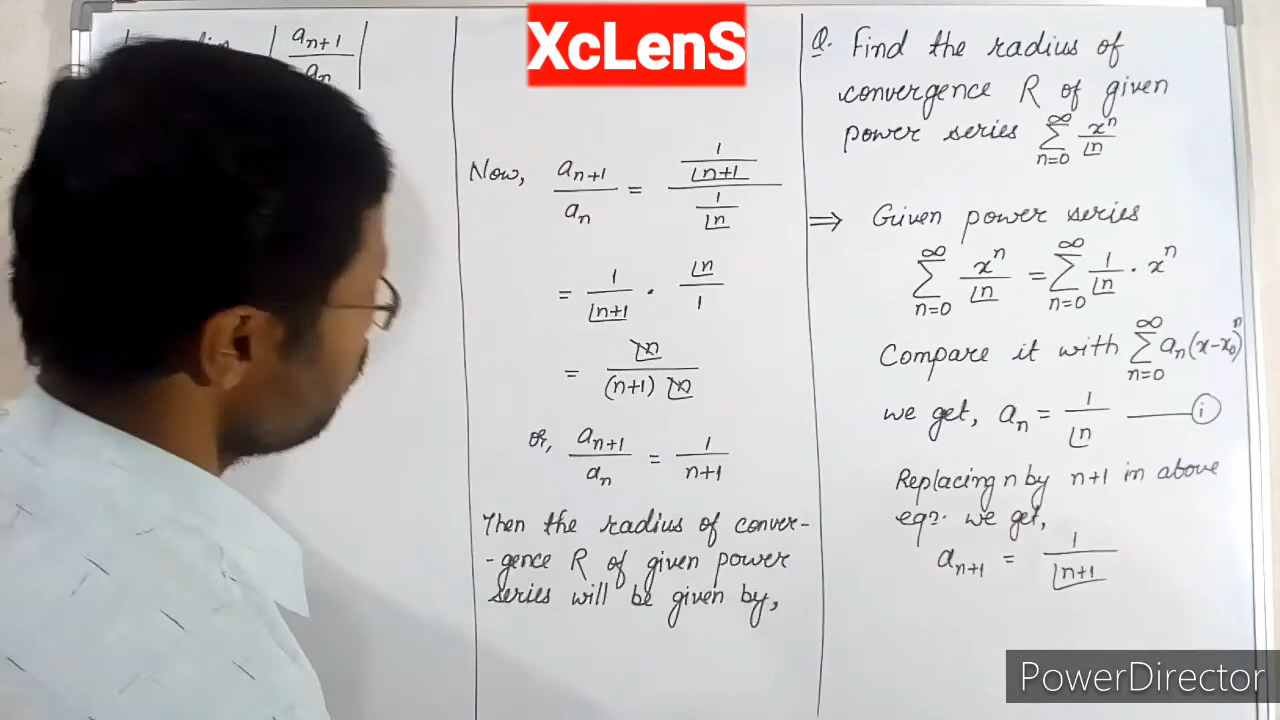 XcLenS
Q. Find the radius of
convergence R of given
power series ∑_{n=0}^{∞} x^n/⌊n
⇒ Given power series
∑_{n=0}^{∞} x^n/⌊n = ∑_{n=0}^{∞} 1/⌊n · x^n
Compare it with ∑_{n=0}^{∞} a_n(x-x_0)^n
we get, a_n = 1/⌊n — (i)
Replacing n by n+1 in above
eqn. we get,
a_{n+1} = 1/⌊n+1
Now, a_{n+1}/a_n = (1/⌊n+1)/(1/⌊n)
= 1/⌊n+1 · ⌊n/1
= ⌊n/((n+1) ⌊n)
or, a_{n+1}/a_n = 1/(n+1)
Then the radius of conver-
-gence R of given power
series will be given by,
|a_{n+1}/a_n|
PowerDirector